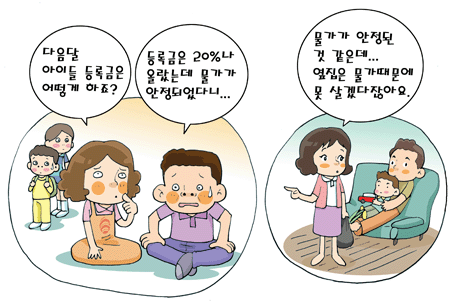 다음달
아이들 등록금은
어떻게 하죠?
등록금은 20%나
올랐는데 물가가
안정되었다니...
물가가 안정된
것 같은데...
옆집은 물가때문에
못 살겠다잖아요.